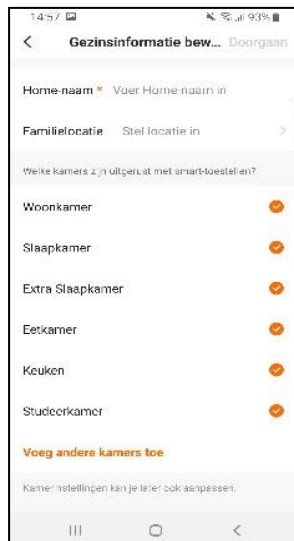 14:57 93%
Gezinsinformatie bew... Doorgaan
Home-naam * Voer Home-naam in
Familielocatie Stel locatie in
Welke kamers zijn uitgerust met smart-toestellen?
Woonkamer
Slaapkamer
Extra Slaapkamer
Eetkamer
Keuken
Studeerkamer
Voeg andere kamers toe
Kamerinstellingen kan je later ook aanpassen.